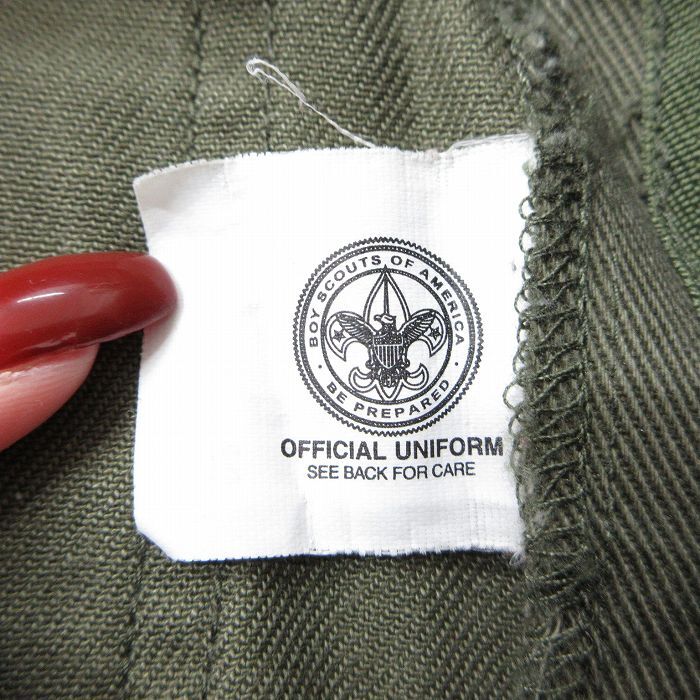 BOY SCOUTS OF AMERICA
BE PREPARED
OFFICIAL UNIFORM
SEE BACK FOR CARE